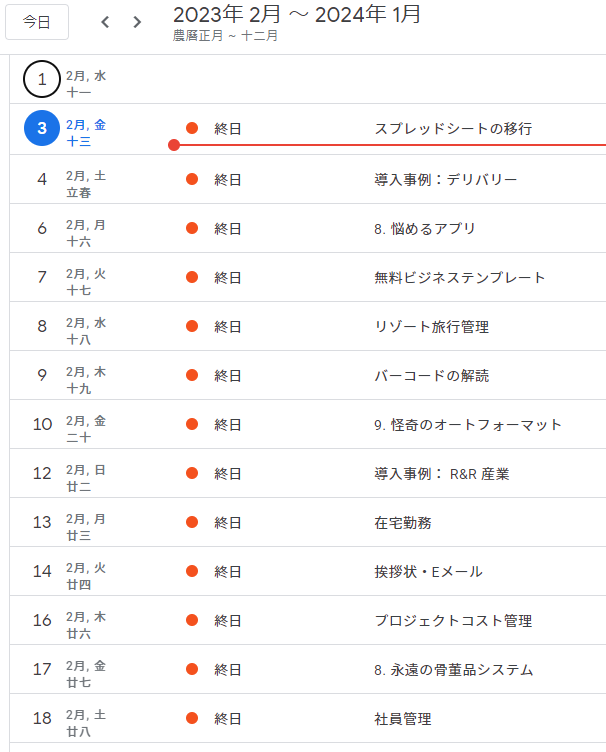 今日
2023年 2月 〜 2024年 1月
農曆正月 ~ 十二月
1 2月, 水
十一
3 2月, 金 終日 スプレッドシートの移行
十三
4 2月, 土 終日 導入事例：デリバリー
立春
6 2月, 月 終日 8. 悩めるアプリ
十六
7 2月, 火 終日 無料ビジネステンプレート
十七
8 2月, 水 終日 リゾート旅行管理
十八
9 2月, 木 終日 バーコードの解読
十九
10 2月, 金 終日 9. 怪奇のオートフォーマット
二十
12 2月, 日 終日 導入事例： R&R 産業
廿二
13 2月, 月 終日 在宅勤務
廿三
14 2月, 火 終日 挨拶状・Eメール
廿四
16 2月, 木 終日 プロジェクトコスト管理
廿六
17 2月, 金 終日 8. 永遠の骨董品システム
廿七
18 2月, 土 終日 社員管理
廿八